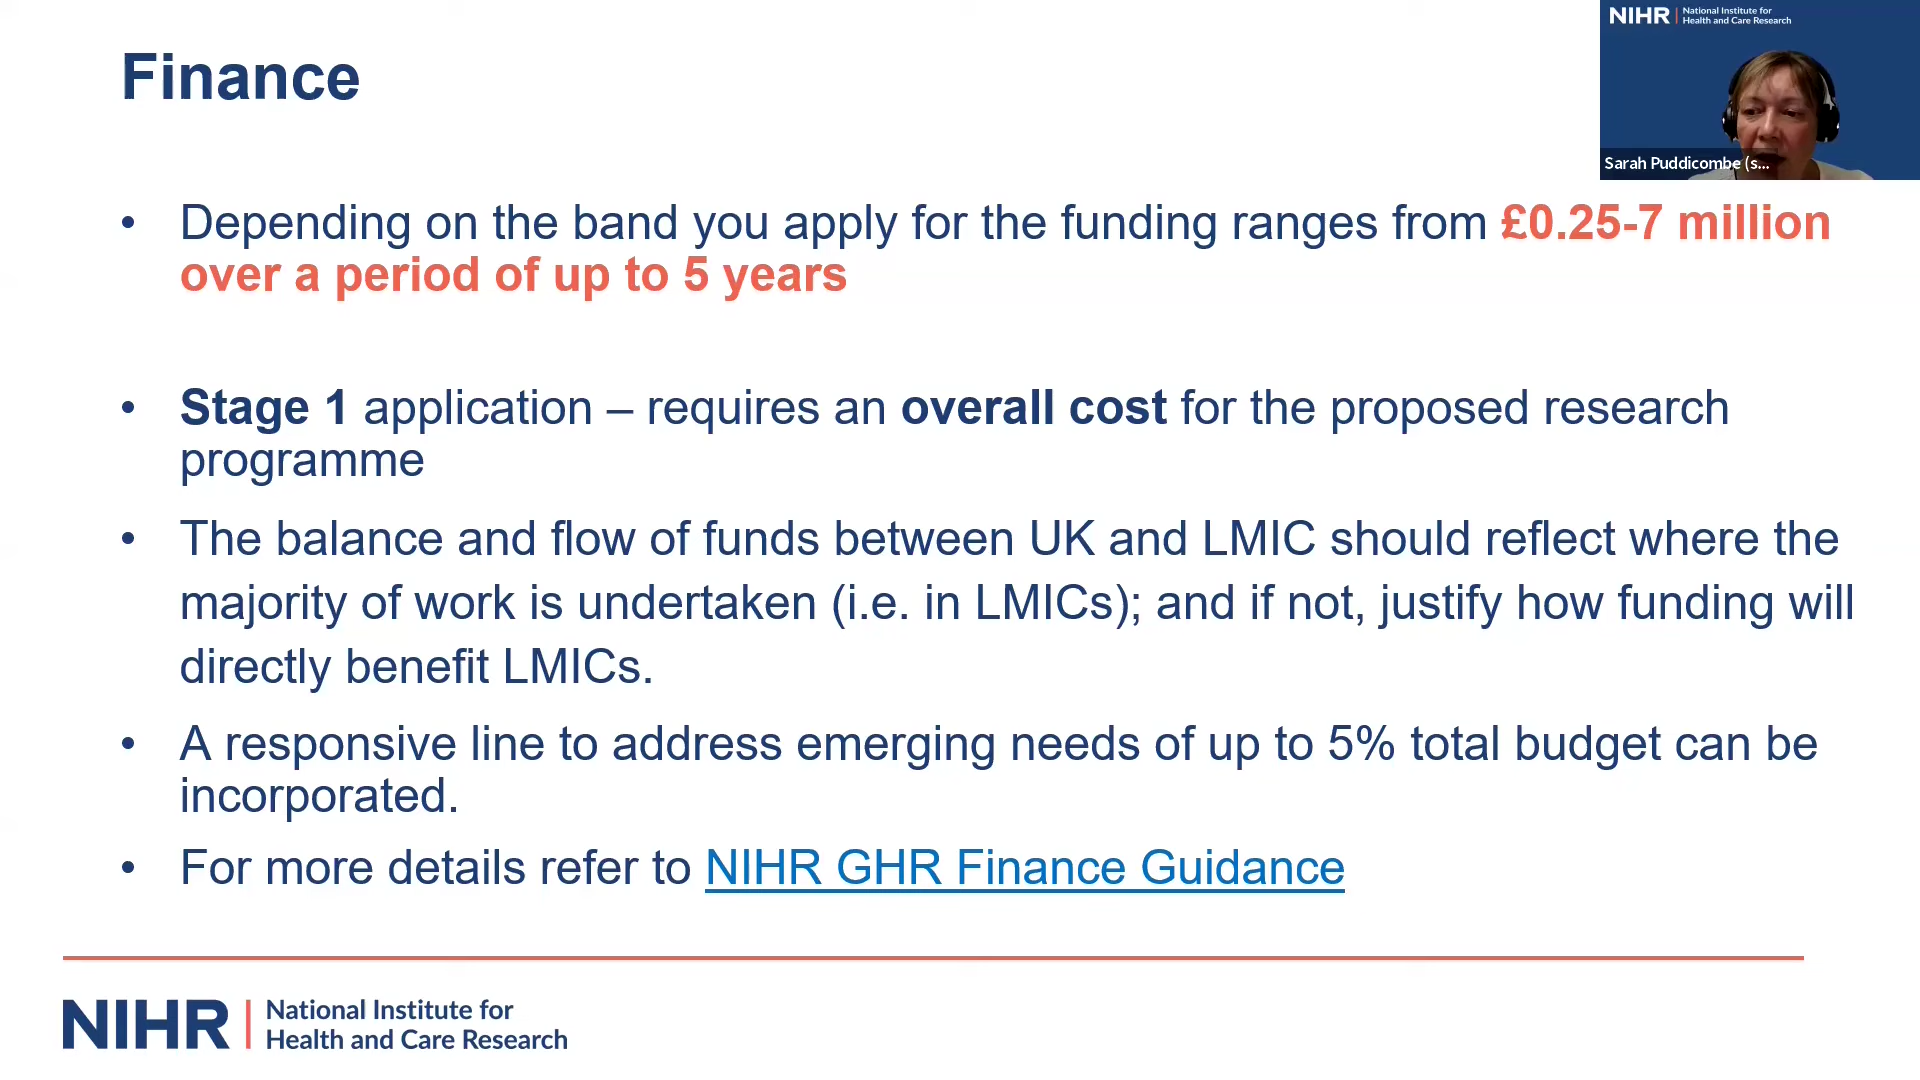 Finance
NIHR | National Institute for
Health and Care Research
Sarah Puddicombe (s...
• Depending on the band you apply for the funding ranges from £0.25-7 million
over a period of up to 5 years
• Stage 1 application – requires an overall cost for the proposed research
programme
• The balance and flow of funds between UK and LMIC should reflect where the
majority of work is undertaken (i.e. in LMICs); and if not, justify how funding will
directly benefit LMICs.
• A responsive line to address emerging needs of up to 5% total budget can be
incorporated.
• For more details refer to NIHR GHR Finance Guidance
NIHR | National Institute for
Health and Care Research